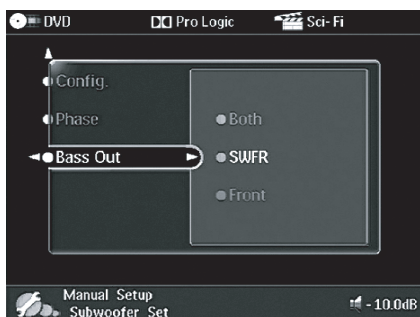 DVD Pro Logic Sci-Fi
Config.
Phase
Both
Bass Out
SWFR
Front
Manual Setup
Subwoofer Set
-10.0dB